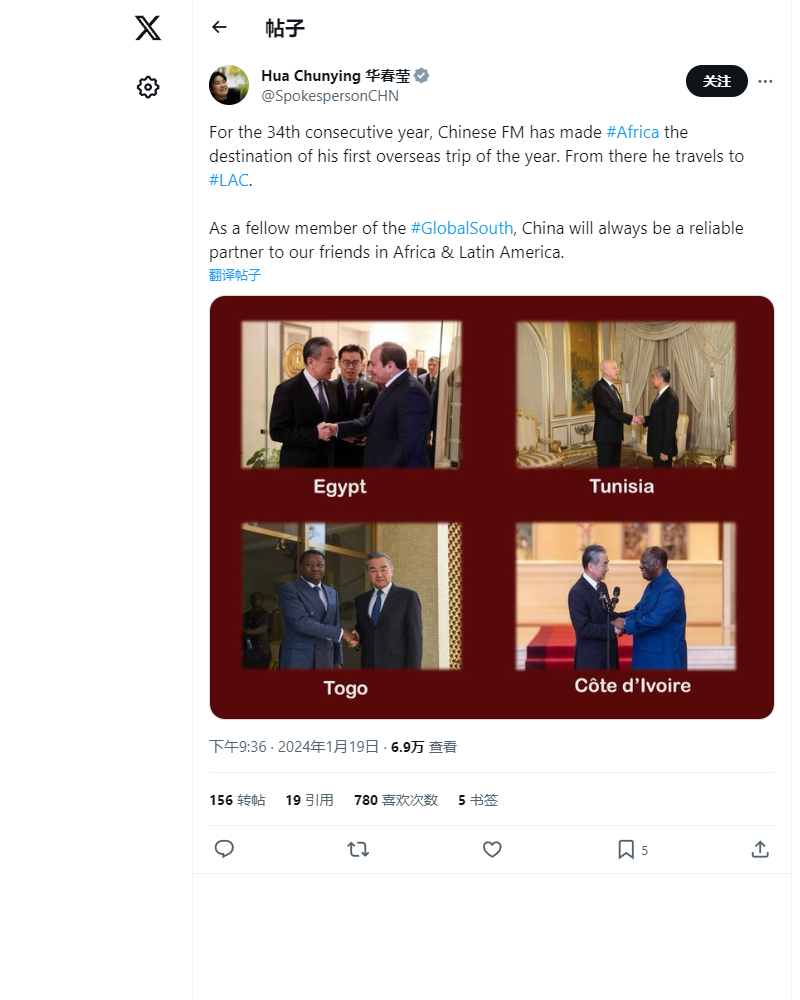 帖子
Hua Chunying 华春莹
@SpokespersonCHN
关注
For the 34th consecutive year, Chinese FM has made #Africa the
destination of his first overseas trip of the year. From there he travels to
#LAC.
As a fellow member of the #GlobalSouth, China will always be a reliable
partner to our friends in Africa & Latin America.
翻译帖子
Egypt
Tunisia
Togo
Côte d’Ivoire
下午9:36 · 2024年1月19日 · 6.9万 查看
156 转帖 19 引用 780 喜欢次数 5 书签
5